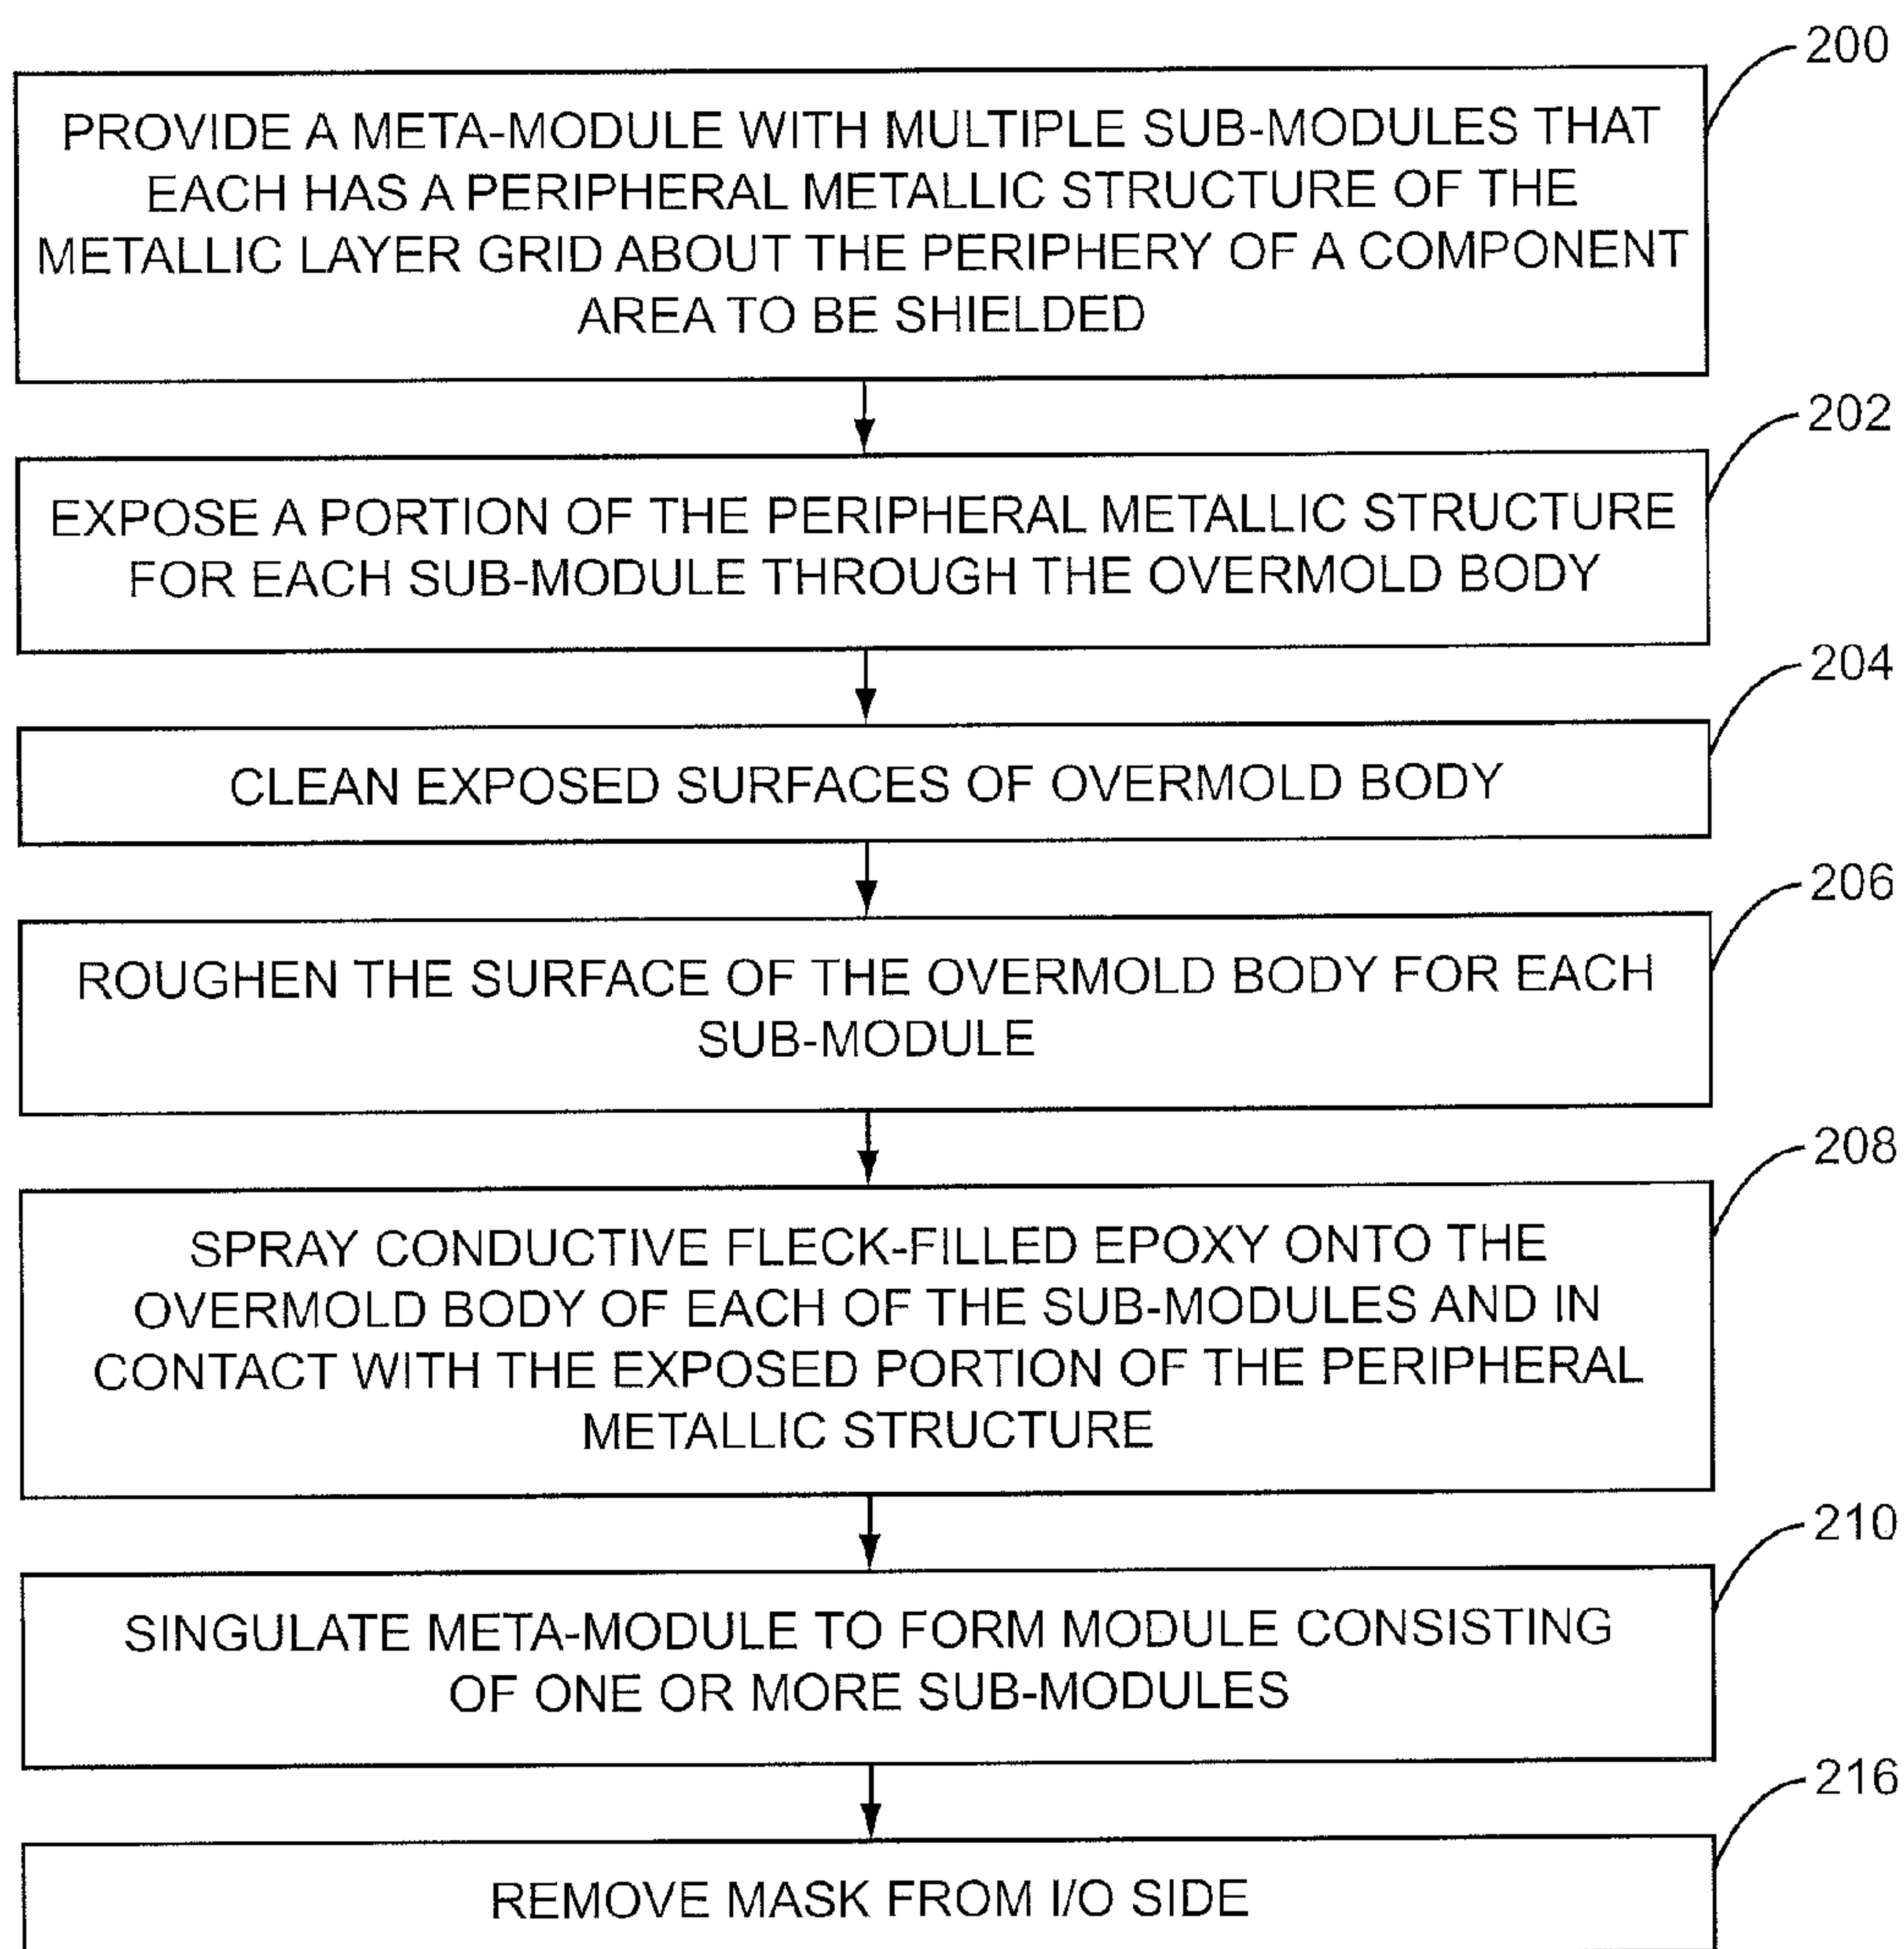 200
PROVIDE A META-MODULE WITH MULTIPLE SUB-MODULES THAT
EACH HAS A PERIPHERAL METALLIC STRUCTURE OF THE
METALLIC LAYER GRID ABOUT THE PERIPHERY OF A COMPONENT
AREA TO BE SHIELDED
202
EXPOSE A PORTION OF THE PERIPHERAL METALLIC STRUCTURE
FOR EACH SUB-MODULE THROUGH THE OVERMOLD BODY
204
CLEAN EXPOSED SURFACES OF OVERMOLD BODY
206
ROUGHEN THE SURFACE OF THE OVERMOLD BODY FOR EACH
SUB-MODULE
208
SPRAY CONDUCTIVE FLECK-FILLED EPOXY ONTO THE
OVERMOLD BODY OF EACH OF THE SUB-MODULES AND IN
CONTACT WITH THE EXPOSED PORTION OF THE PERIPHERAL
METALLIC STRUCTURE
210
SINGULATE META-MODULE TO FORM MODULE CONSISTING
OF ONE OR MORE SUB-MODULES
216
REMOVE MASK FROM I/O SIDE